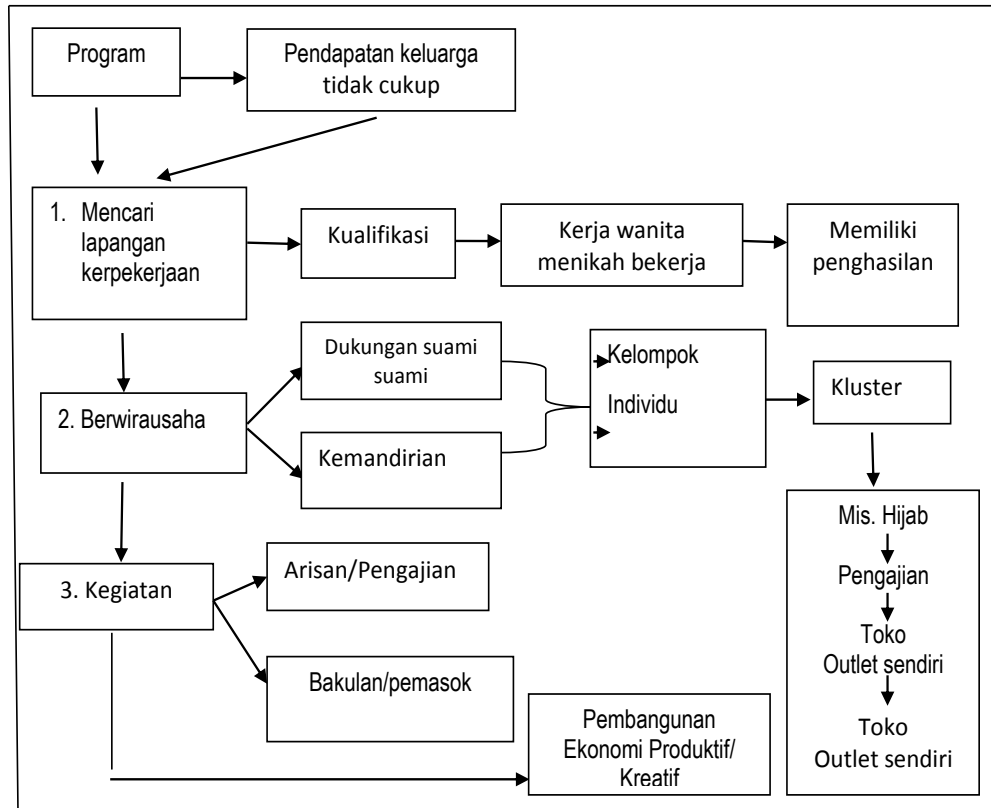 Program
Pendapatan keluarga
tidak cukup
1. Mencari
lapangan
kerpekerjaan
Kualifikasi
Kerja wanita
menikah bekerja
Memiliki
penghasilan
2. Berwirausaha
Dukungan suami
suami
Kemandirian
Kelompok
Individu
Kluster
3. Kegiatan
Arisan/Pengajian
Bakulan/pemasok
Pembangunan
Ekonomi Produktif/
Kreatif
Mis. Hijab
Pengajian
Toko
Outlet sendiri
Toko
Outlet sendiri